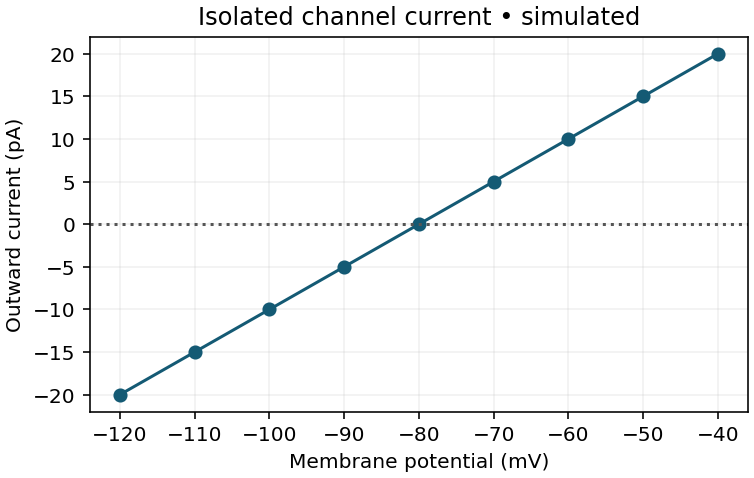 Isolated channel current • simulated
Outward current (pA)
20
15
10
5
0
−5
−10
−15
−20
−120 −110 −100 −90 −80 −70 −60 −50 −40
Membrane potential (mV)